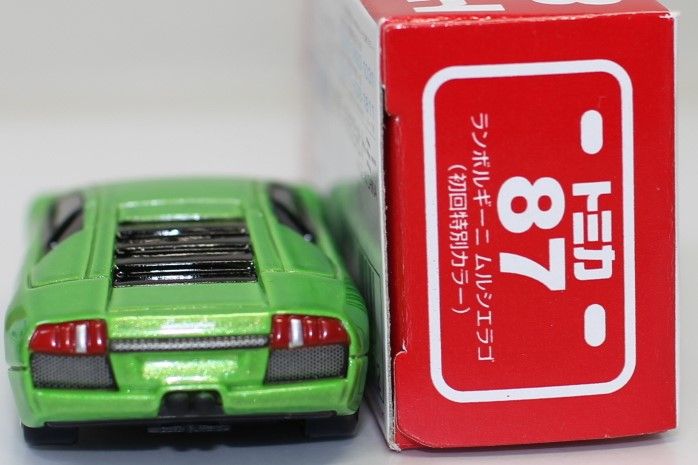 トミカ
87
ランボルギーニ ムルシエラゴ
(初回特別カラー)